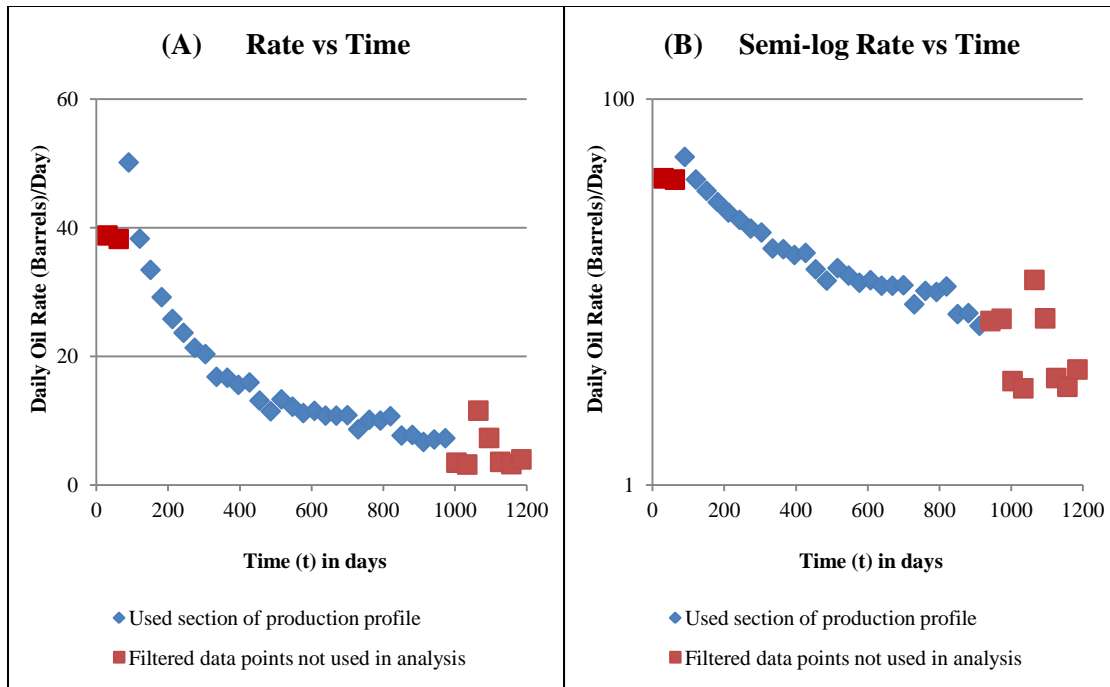 (A) Rate vs Time
Daily Oil Rate (Barrels)/Day)
60
40
20
0
0 200 400 600 800 1000 1200
Time (t) in days
Used section of production profile
Filtered data points not used in analysis
(B) Semi-log Rate vs Time
Daily Oil Rate (Barrels)/Day)
100
1
0 200 400 600 800 1000 1200
Time (t) in days
Used section of production profile
Filtered data points not used in analysis